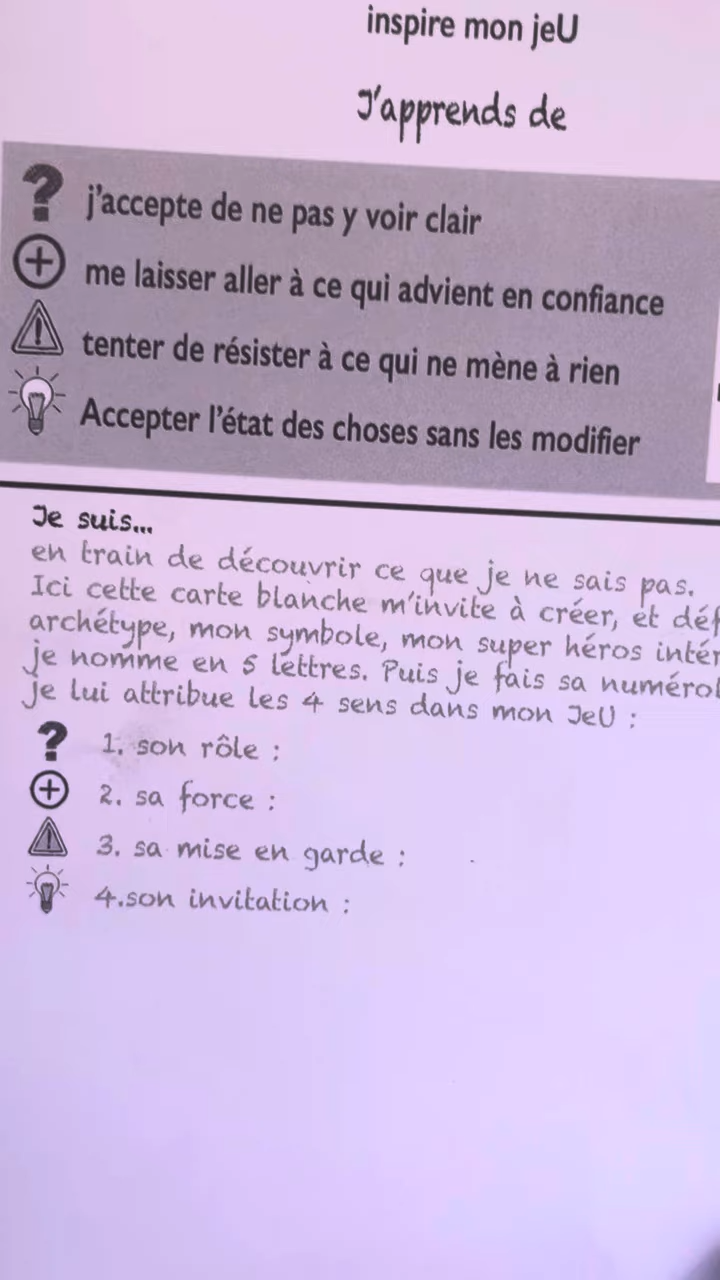 inspire mon jeU
J'apprends de
j'accepte de ne pas y voir clair
me laisser aller à ce qui advient en confiance
tenter de résister à ce qui ne mène à rien
Accepter l'état des choses sans les modifier
Je suis...
en train de découvrir ce que je ne sais pas.
Ici cette carte blanche m'invite à créer, et
archétype, mon symbole, mon super héros
je nomme en 5 lettres. Puis je fais sa
je lui attribue les 4 sens dans mon JeU :
1. son rôle :
2. sa force :
3. sa mise en garde :
4.son invitation :